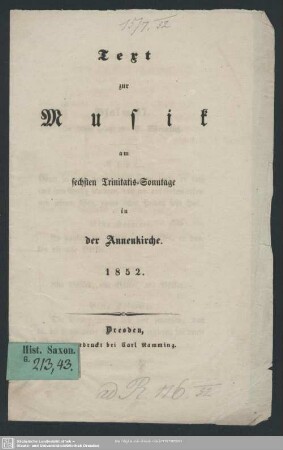 Text
zur
Musik
am
sechsten Trinitatis-Sonntage
in
der Annenkirche.
1852.
Dresden,
bei Carl Ramming.
Hist. Saxon.
G. 213,43.